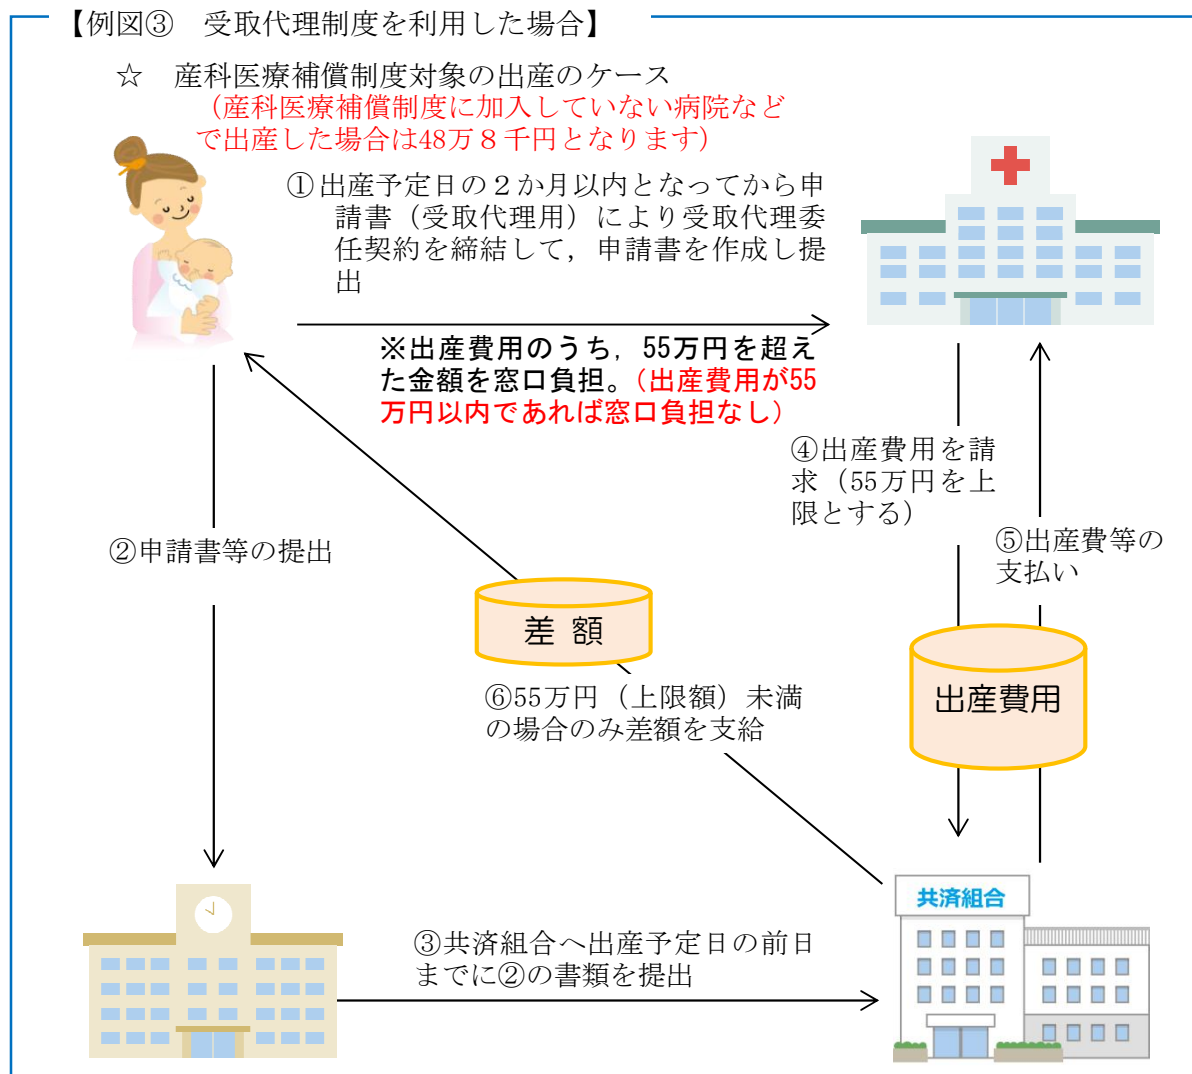 【例図③　受取代理制度を利用した場合】
☆　産科医療補償制度対象の出産のケース
（産科医療補償制度に加入していない病院など
で出産した場合は48万８千円となります）
①出産予定日の２か月以内となってから申
請書（受取代理用）により受取代理委
任契約を締結して，申請書を作成し提
出
※出産費用のうち，55万円を超え
た金額を窓口負担。（出産費用が55
万円以内であれば窓口負担なし）
④出産費用を請
求（55万円を上
限とする）
②申請書等の提出
⑤出産費等の
支払い
差 額
出産費用
⑥55万円（上限額）未満
の場合のみ差額を支給
共済組合
③共済組合へ出産予定日の前日
までに②の書類を提出